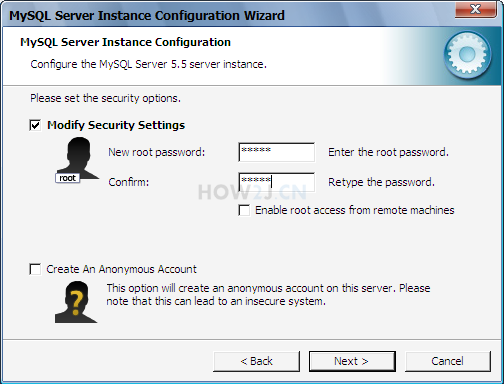 MySQL Server Instance Configuration Wizard
MySQL Server Instance Configuration
Configure the MySQL Server 5.5 server instance.
Please set the security options.
Modify Security Settings
New root password: ***** Enter the root password.
root
Confirm: ***** Retype the password.
HOW2J.CN
Enable root access from remote machines
Create An Anonymous Account
This option will create an anonymous account on this server. Please
note that this can lead to an insecure system.
< Back Next > Cancel